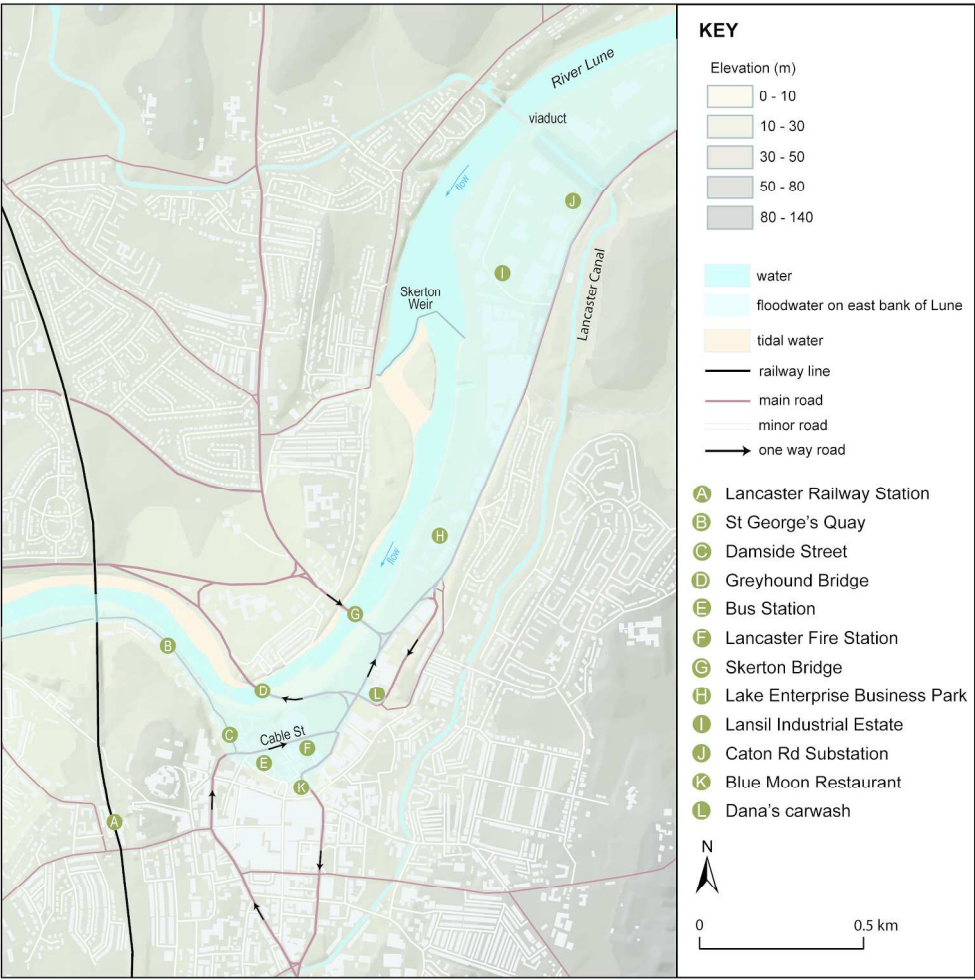 River Lune
viaduct
flow
J
I
Lancaster Canal
Skerton
Weir
H
flow
G
B
D
L
C
Cable St
F
E
K
A
KEY
Elevation (m)
0 - 10
10 - 30
30 - 50
50 - 80
80 - 140
water
floodwater on east bank of Lune
tidal water
railway line
main road
minor road
one way road
A Lancaster Railway Station
B St George's Quay
C Damside Street
D Greyhound Bridge
E Bus Station
F Lancaster Fire Station
G Skerton Bridge
H Lake Enterprise Business Park
I Lansil Industrial Estate
J Caton Rd Substation
K Blue Moon Restaurant
L Dana's carwash
N
0 0.5 km